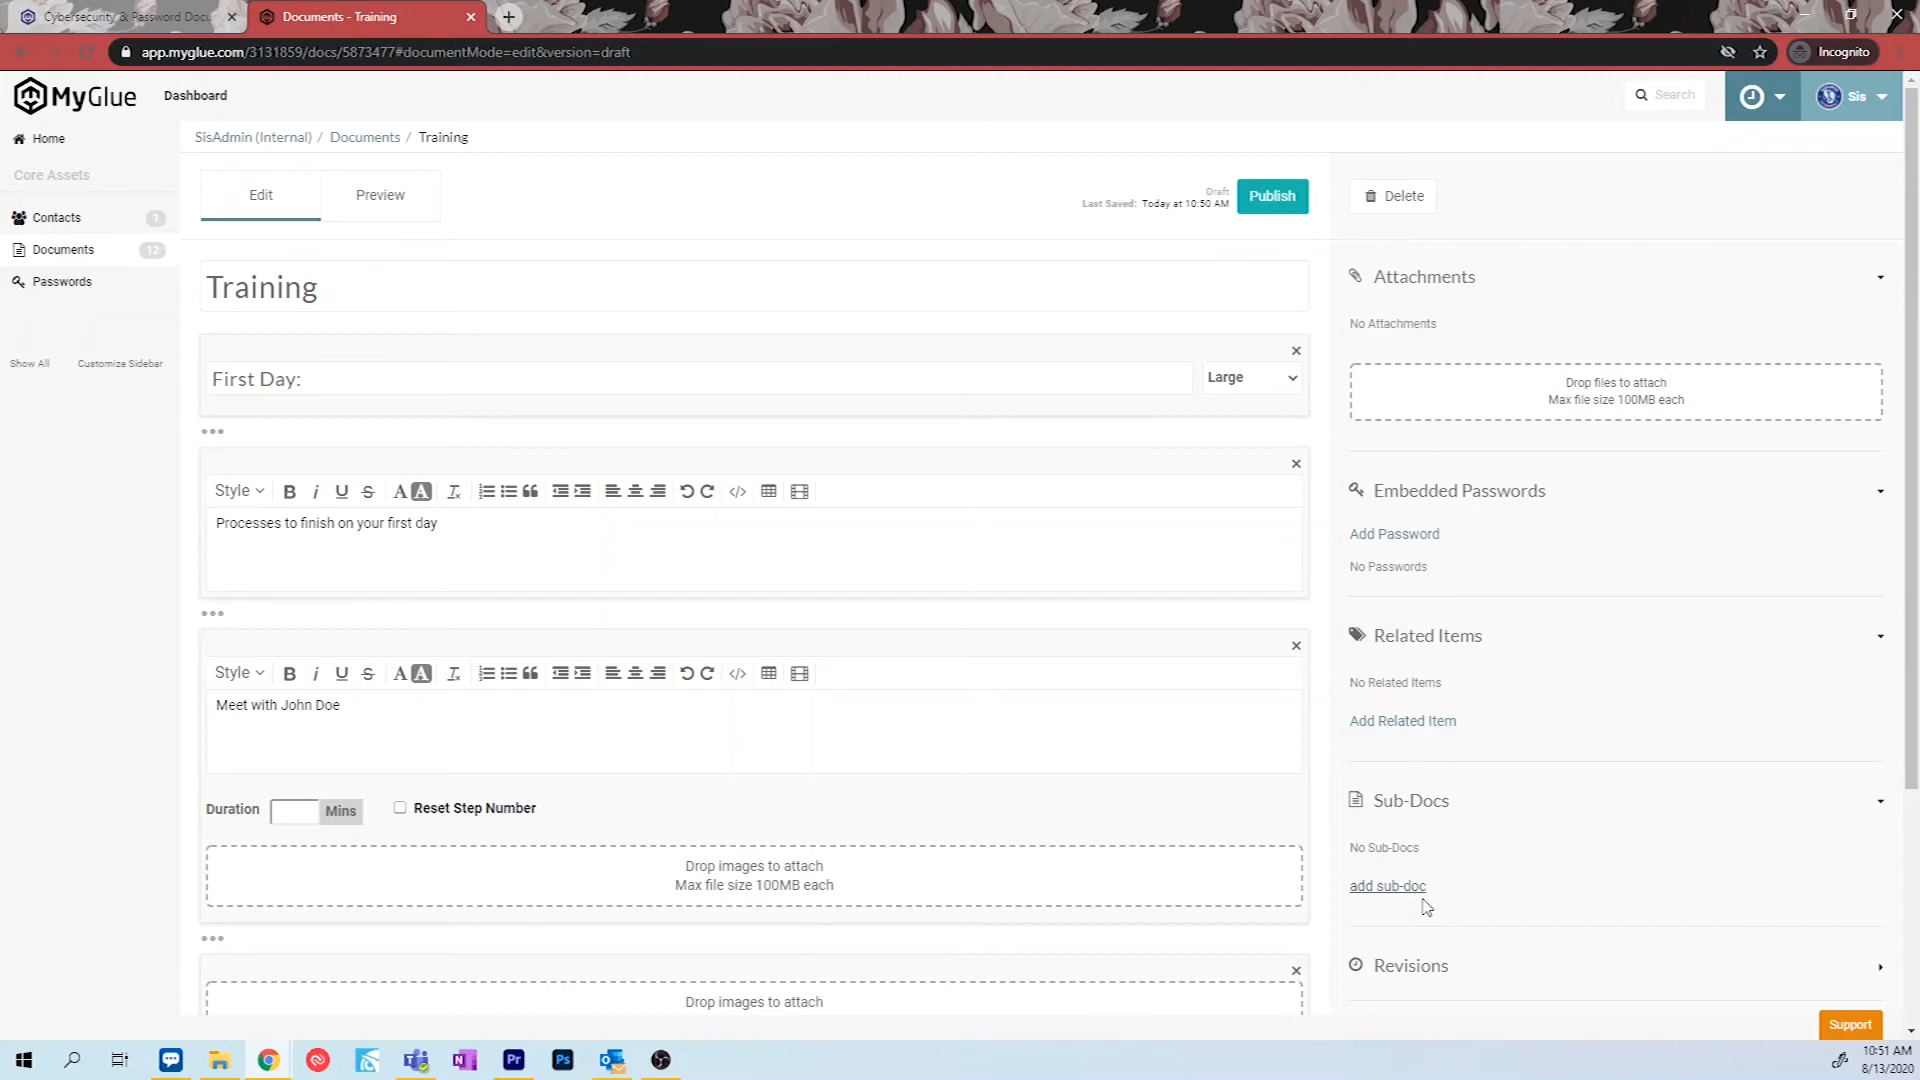 Cybersecurity & Password Docu
Documents - Training
app.myglue.com/3131859/docs/5873477#documentMode=edit&version=draft
Incognito
MyGlue
Dashboard
Search
Sis
Home
SisAdmin (Internal) / Documents / Training
Core Assets
Contacts 1
Documents 12
Passwords
Show All
Customize Sidebar
Edit
Preview
Draft
Last Saved: Today at 10:50 AM
Publish
Delete
Training
First Day:
Large
Style B i U S A A
Processes to finish on your first day
Style B i U S A A
Meet with John Doe
Duration
Mins
Reset Step Number
Drop images to attach
Max file size 100MB each
Drop images to attach
Attachments
No Attachments
Drop files to attach
Max file size 100MB each
Embedded Passwords
Add Password
No Passwords
Related Items
No Related Items
Add Related Item
Sub-Docs
No Sub-Docs
add sub-doc
Revisions
Support
Pr
Ps
10:51 AM
8/13/2020